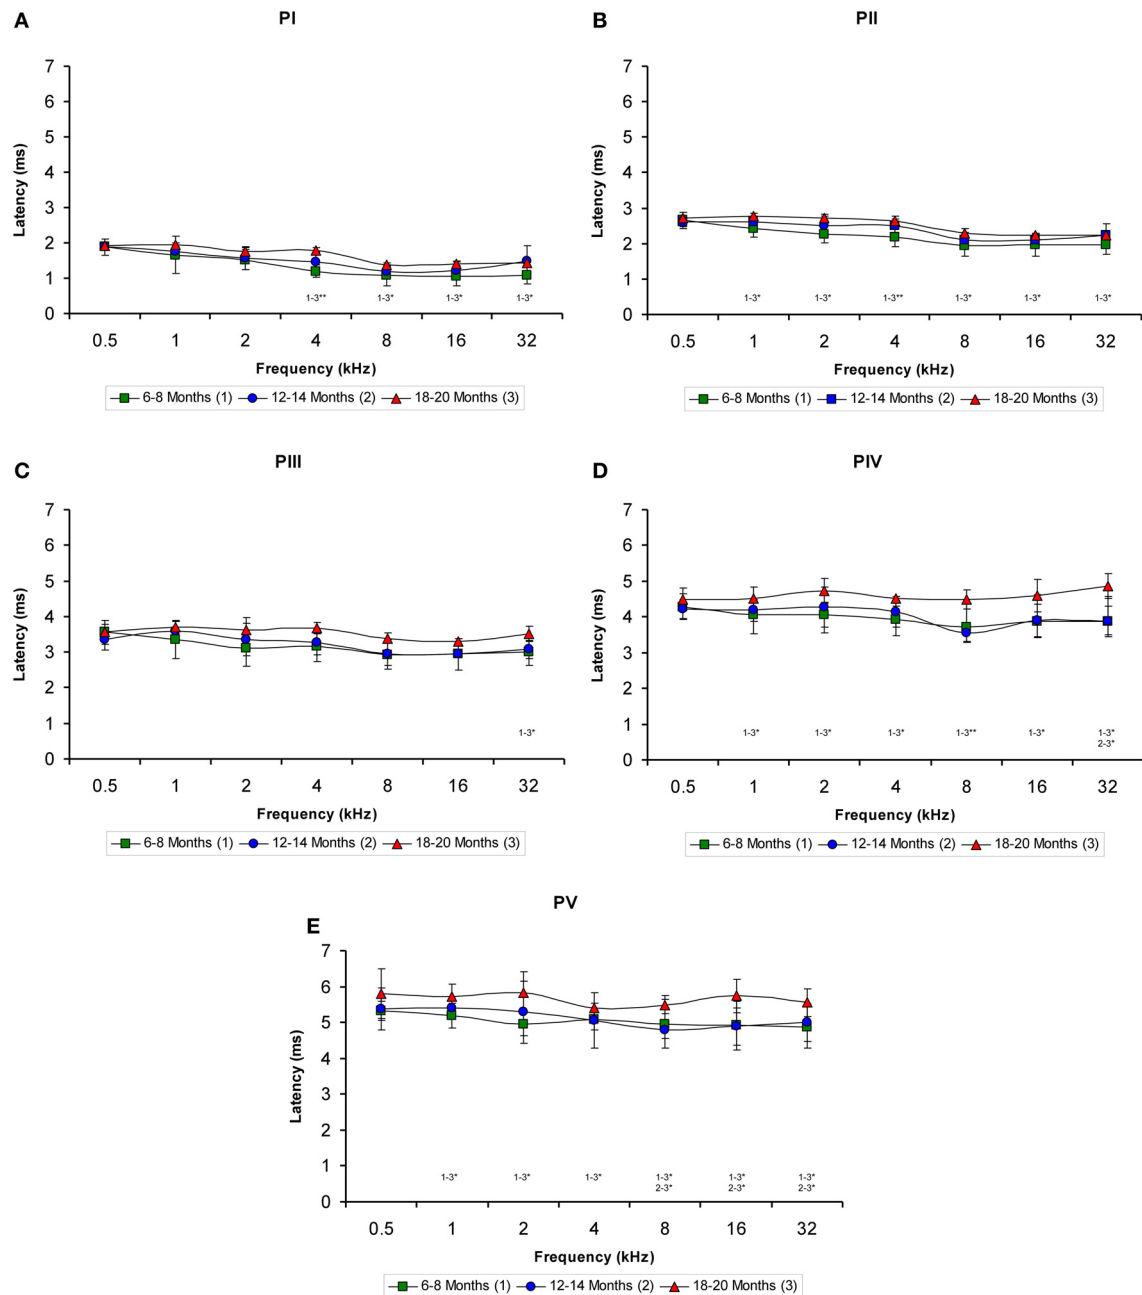 A
PI
Latency (ms)
7
6
5
4
3
2
1
0
1-3** 1-3* 1-3* 1-3*
0.5 1 2 4 8 16 32
Frequency (kHz)
6-8 Months (1) 12-14 Months (2) 18-20 Months (3)
B
PII
Latency (ms)
7
6
5
4
3
2
1
0
1-3* 1-3* 1-3** 1-3* 1-3* 1-3*
0.5 1 2 4 8 16 32
Frequency (kHz)
6-8 Months (1) 12-14 Months (2) 18-20 Months (3)
C
PIII
Latency (ms)
7
6
5
4
3
2
1
0
1-3*
0.5 1 2 4 8 16 32
Frequency (kHz)
6-8 Months (1) 12-14 Months (2) 18-20 Months (3)
D
PIV
Latency (ms)
7
6
5
4
3
2
1
0
1-3* 1-3* 1-3* 1-3** 1-3* 1-3*
2-3*
0.5 1 2 4 8 16 32
Frequency (kHz)
6-8 Months (1) 12-14 Months (2) 18-20 Months (3)
E
PV
Latency (ms)
7
6
5
4
3
2
1
0
1-3* 1-3* 1-3* 1-3* 1-3* 1-3*
2-3* 2-3* 2-3*
0.5 1 2 4 8 16 32
Frequency (kHz)
6-8 Months (1) 12-14 Months (2) 18-20 Months (3)